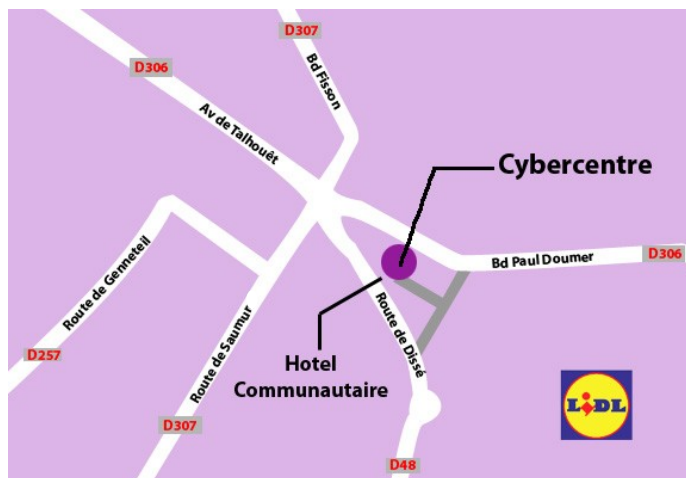 D307
D306
Bd Fisson
Av de Talhouêt
Cybercentre
Route de Genneteil
Bd Paul Doumer
D306
Route de Saumur
Route de Dissé
D257
Hotel
Communautaire
LiDL
D307
D48